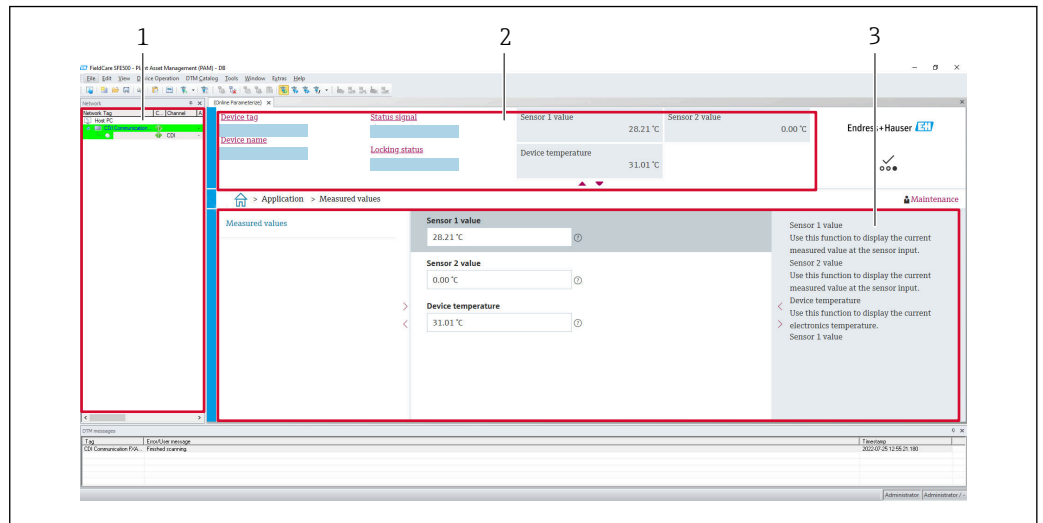 1 2 3
FieldCare SFE500 - Plant Asset Management (PAM) - DB
File Edit View Device Operation DTM Catalog Tools Window Extras Help
Network
(Online Parameterize)
Network Tag C... Channel A
Host PC
CDI Communication
CDI
Device tag
Device name
Status signal
Locking status
Sensor 1 value
28.21 °C
Sensor 2 value
0.00 °C
Device temperature
31.01 °C
Endress+Hauser EH
> Application > Measured values
Maintenance
Measured values
Sensor 1 value
28.21 °C
Sensor 2 value
0.00 °C
Device temperature
31.01 °C
Sensor 1 value
Use this function to display the current
measured value at the sensor input.
Sensor 2 value
Use this function to display the current
measured value at the sensor input.
Device temperature
Use this function to display the current
electronics temperature.
Sensor 1 value
DTM messages
Tag Error/User message Timestamp
CDI Communication FXA... Finished scanning. 2022-07-25 12:55:21.180
Administrator Administrator / -